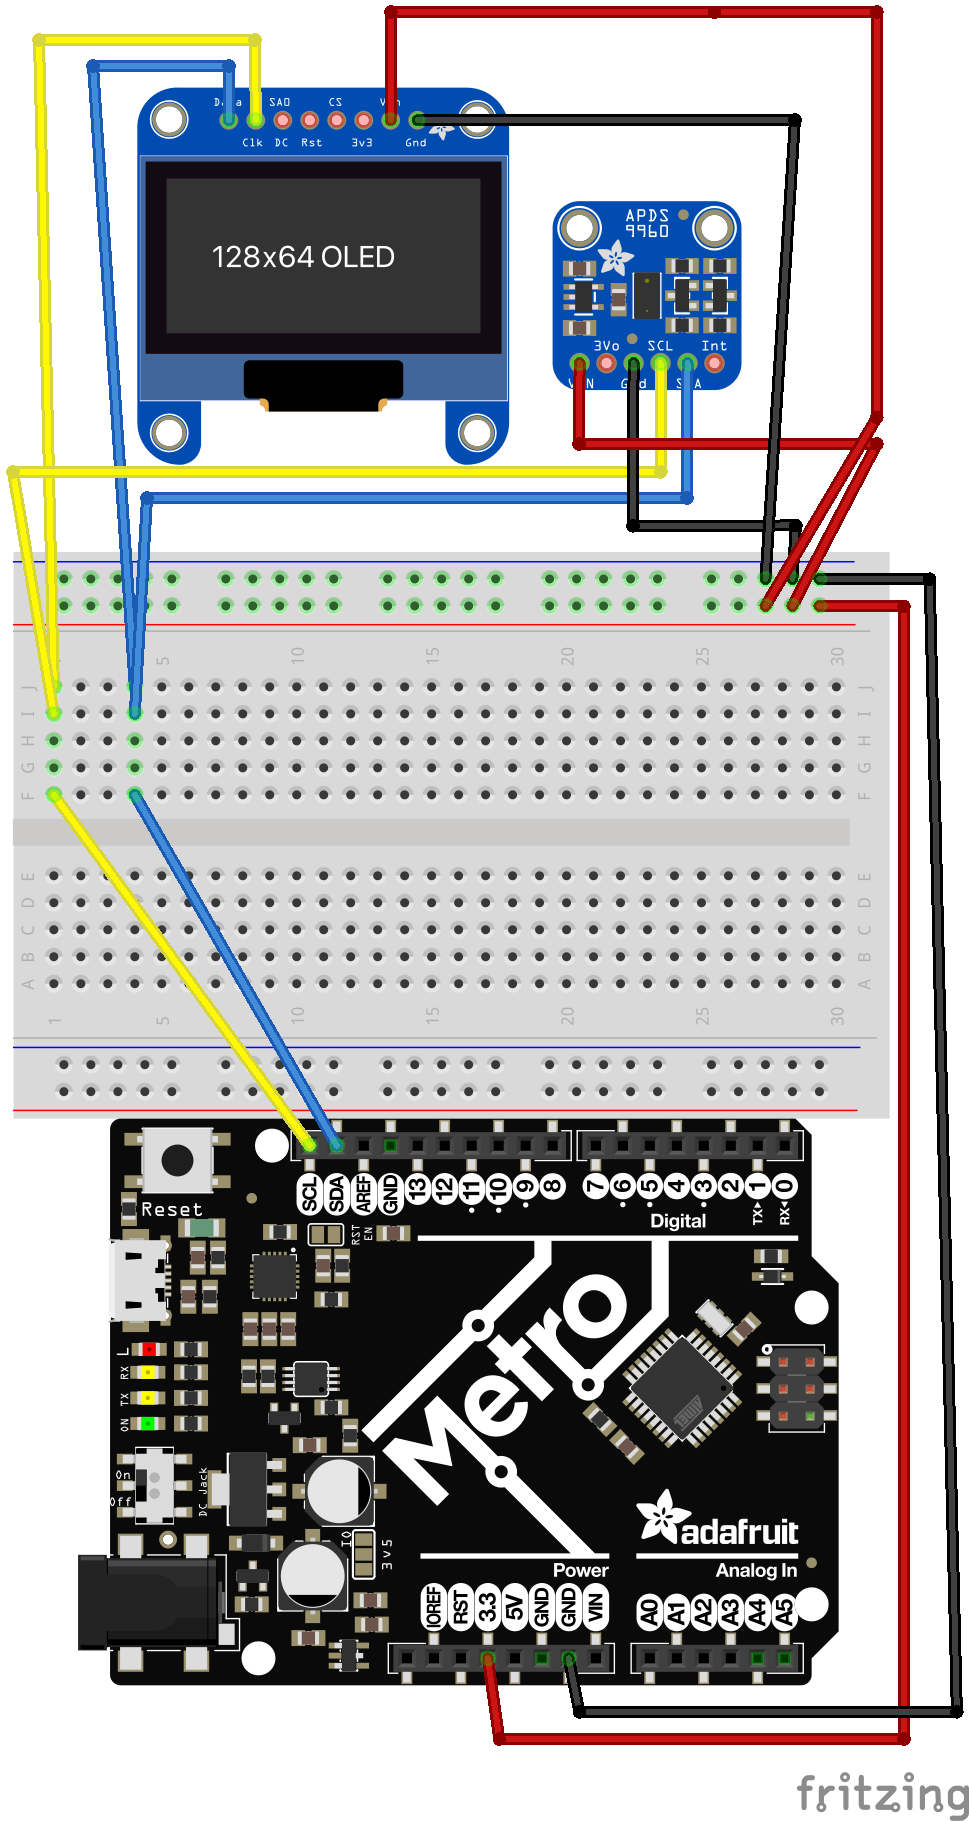 Data SAO CS Vin
Clk DC Rst 3v3 Gnd
128x64 OLED
APDS
9960
3Vo SCL Int
VIN Gnd SDA
1 5 10 15 20 25 30
J J
I I
H H
G G
F F
E E
D D
C C
B B
A A
1 5 10 15 20 25 30
SCL SDA AREF GND 13 12 11 10 9 8 7 6 5 4 3 2 1 0
TX RX
Reset
Digital
RST
EN
Metro
L
RX
TX
ON
On
Off
DC Jack
IO
3v5
adafruit
Power
Analog In
IOREF RST 3.3 5V GND GND VIN A0 A1 A2 A3 A4 A5
fritzing